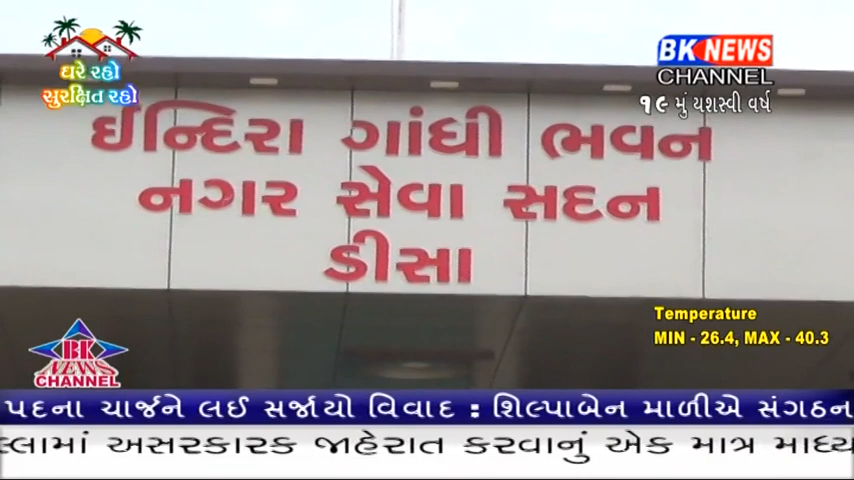 ઘરે રહો
સુરક્ષિત રહો
BK NEWS
CHANNEL
૧૯ મું યશસ્વી વર્ષ
ઈન્દિરા ગાંધી ભવન
નગર સેવા સદન
ડીસા
Temperature
MIN - 26.4, MAX - 40.3
BK
NEWS
CHANNEL
પદના ચાર્જને લઈ સર્જાયો વિવાદ : શિલ્પાબેન માળીએ સંગઠન
લ્લામાં અસરકારક જાહેરાત કરવાનું એક માત્ર માધ્ય